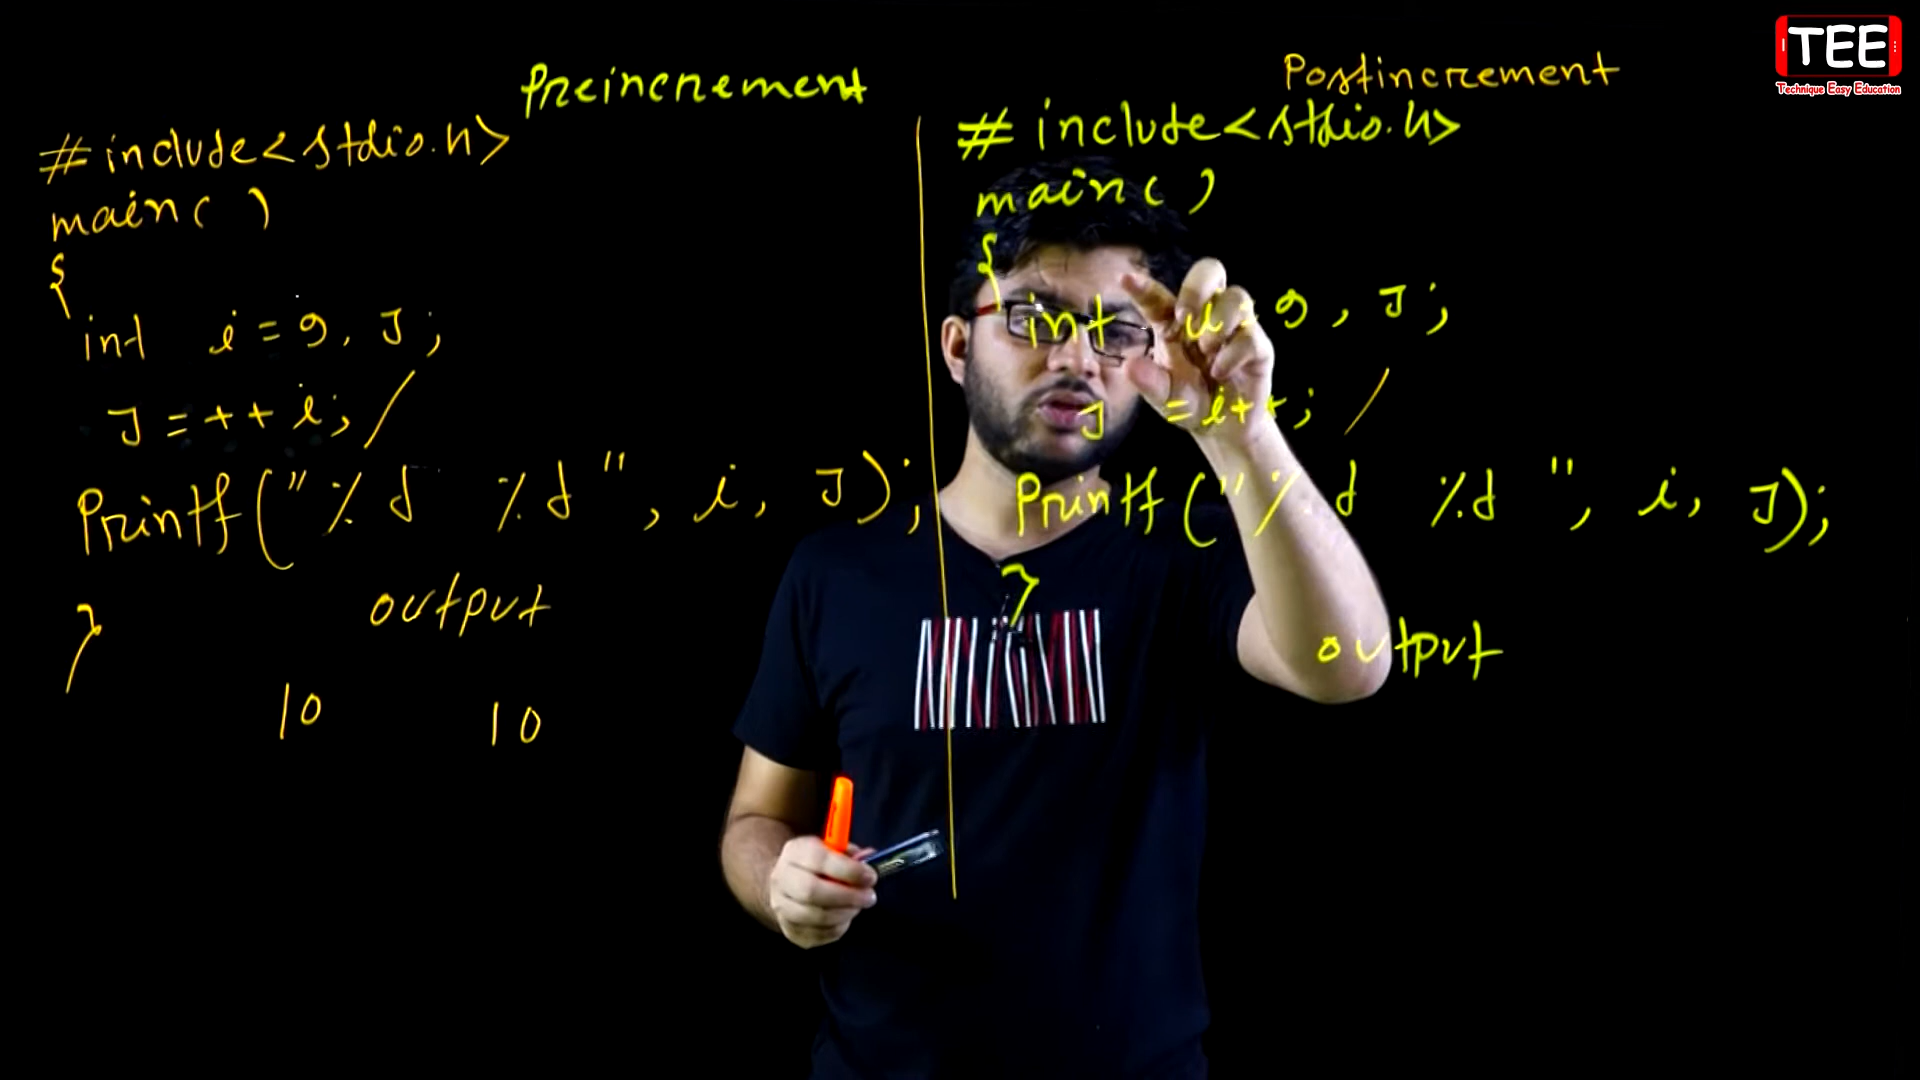 Preincrement
#include<stdio.h>
main( )
{
int i = 9, J;
J = ++ i; /
Printf("%d %d", i, J);
}
output
10 10
Postincrement
# include<stdio.h>
main( )
{
int i = 9, J;
J = i++; /
Printf("%d %d", i, J);
}
output
TEE
Technique Easy Education